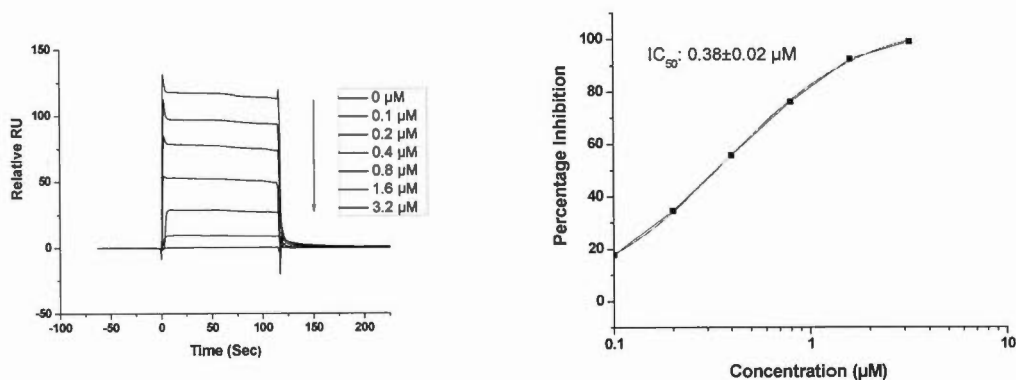 150
100
50
0
-50
-100
-50
0
50
100
150
200
Relative RU
Time (Sec)
0 µM
0.1 µM
0.2 µM
0.4 µM
0.8 µM
1.6 µM
3.2 µM
100
80
60
40
20
0
0.1
1
10
Percentage Inhibition
Concentration (µM)
IC50: 0.38±0.02 µM